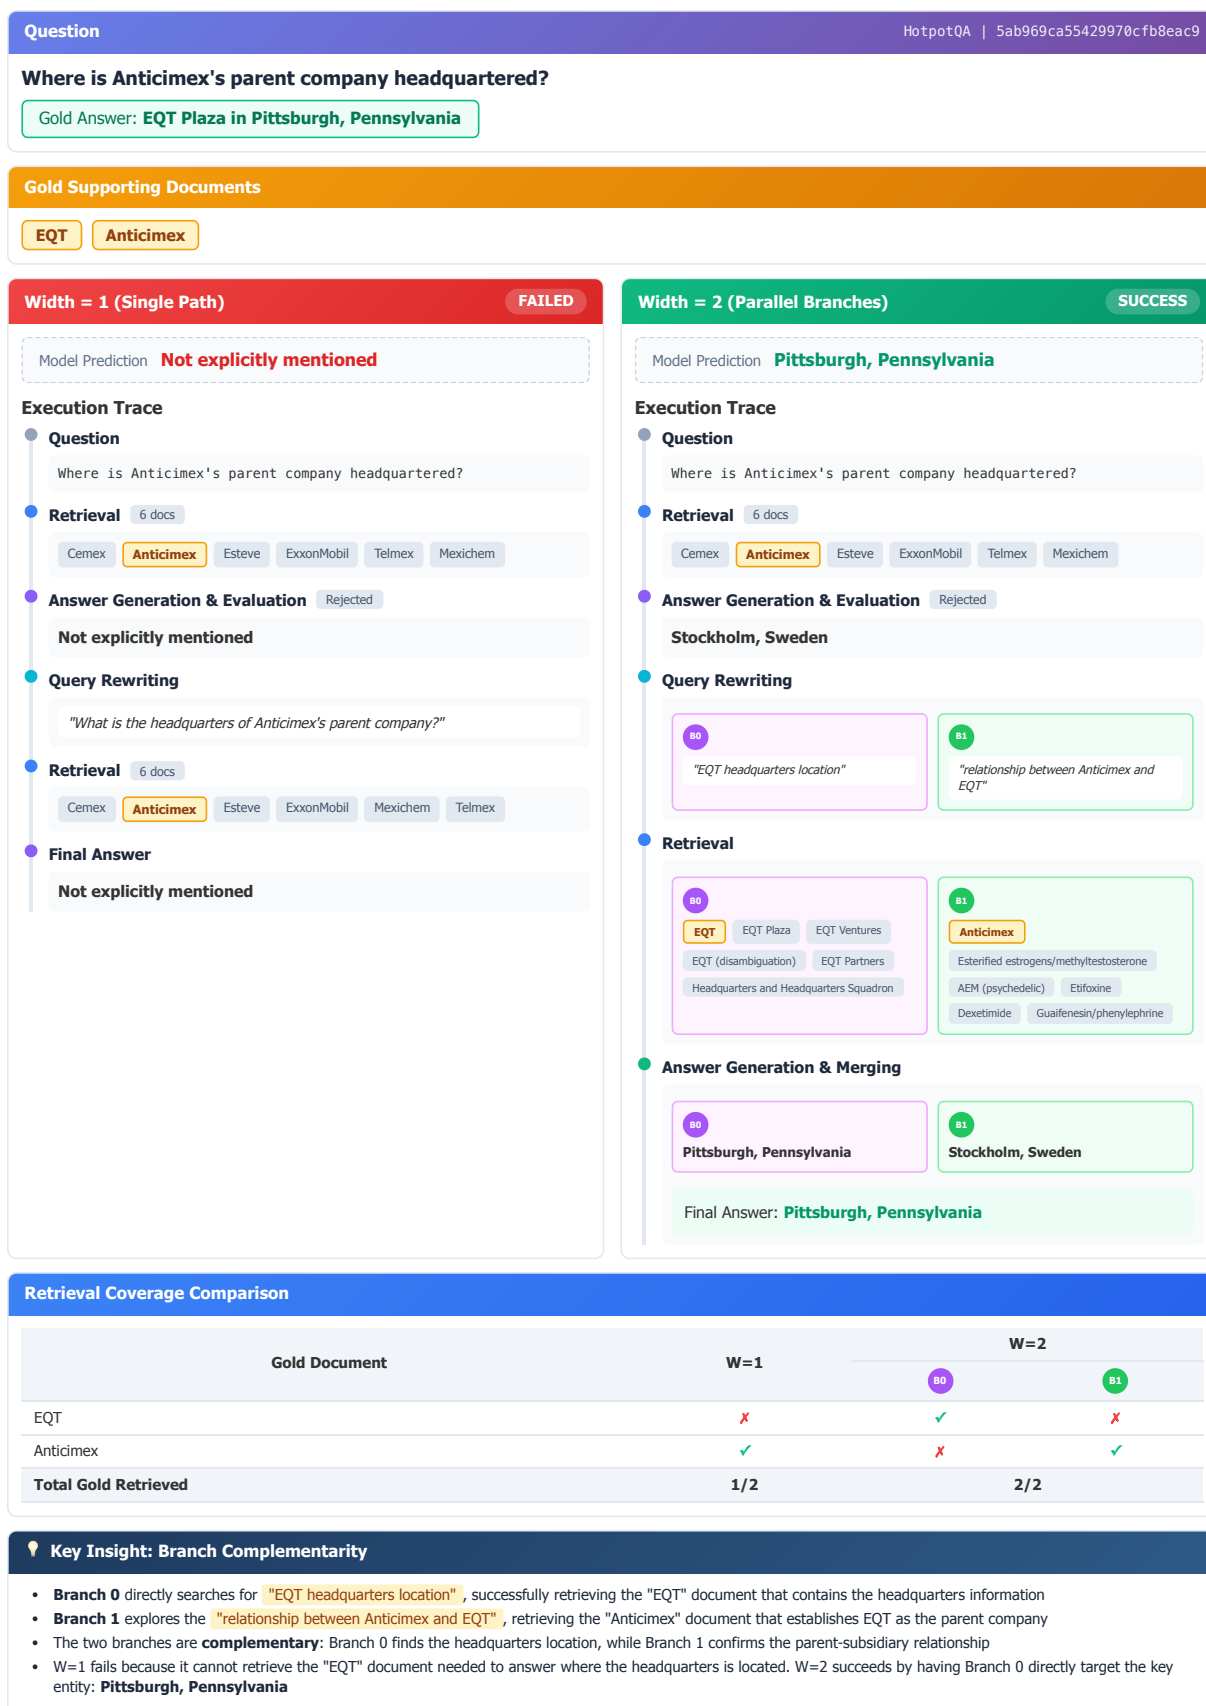 Question
HotpotQA | 5ab969ca55429970cfb8eac9
Where is Anticimex's parent company headquartered?
Gold Answer: EQT Plaza in Pittsburgh, Pennsylvania
Gold Supporting Documents
EQT Anticimex
Width = 1 (Single Path) FAILED
Model Prediction Not explicitly mentioned
Execution Trace
Question
Where is Anticimex's parent company headquartered?
Retrieval 6 docs
Cemex Anticimex Esteve ExxonMobil Telmex Mexichem
Answer Generation & Evaluation Rejected
Not explicitly mentioned
Query Rewriting
"What is the headquarters of Anticimex's parent company?"
Retrieval 6 docs
Cemex Anticimex Esteve ExxonMobil Mexichem Telmex
Final Answer
Not explicitly mentioned
Width = 2 (Parallel Branches) SUCCESS
Model Prediction Pittsburgh, Pennsylvania
Execution Trace
Question
Where is Anticimex's parent company headquartered?
Retrieval 6 docs
Cemex Anticimex Esteve ExxonMobil Telmex Mexichem
Answer Generation & Evaluation Rejected
Stockholm, Sweden
Query Rewriting
B0
"EQT headquarters location"
B1
"relationship between Anticimex and
EQT"
Retrieval
B0
EQT EQT Plaza EQT Ventures
EQT (disambiguation) EQT Partners
Headquarters and Headquarters Squadron
B1
Anticimex
Esterified estrogens/methyltestosterone
AEM (psychedelic) Etifoxine
Dexetimide Guaifenesin/phenylephrine
Answer Generation & Merging
B0
Pittsburgh, Pennsylvania
B1
Stockholm, Sweden
Final Answer: Pittsburgh, Pennsylvania
Retrieval Coverage Comparison
Gold Document W=1 W=2
B0 B1
EQT ✗ ✓ ✗
Anticimex ✓ ✗ ✓
Total Gold Retrieved 1/2 2/2
Key Insight: Branch Complementarity
• Branch 0 directly searches for "EQT headquarters location", successfully retrieving the "EQT" document that contains the headquarters information
• Branch 1 explores the "relationship between Anticimex and EQT", retrieving the "Anticimex" document that establishes EQT as the parent company
• The two branches are complementary: Branch 0 finds the headquarters location, while Branch 1 confirms the parent-subsidiary relationship
• W=1 fails because it cannot retrieve the "EQT" document needed to answer where the headquarters is located. W=2 succeeds by having Branch 0 directly target the key
entity: Pittsburgh, Pennsylvania